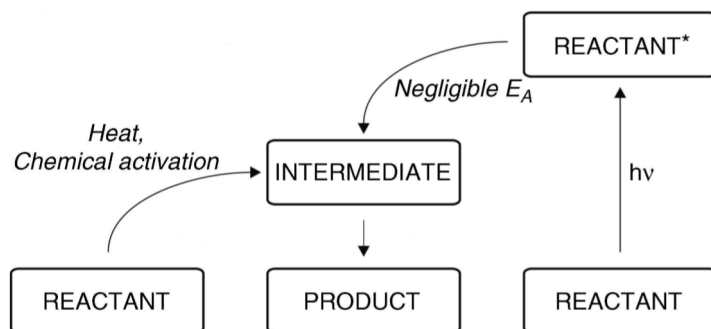 REACTANT*
Negligible E_A
Heat,
Chemical activation
INTERMEDIATE
hν
REACTANT
PRODUCT
REACTANT